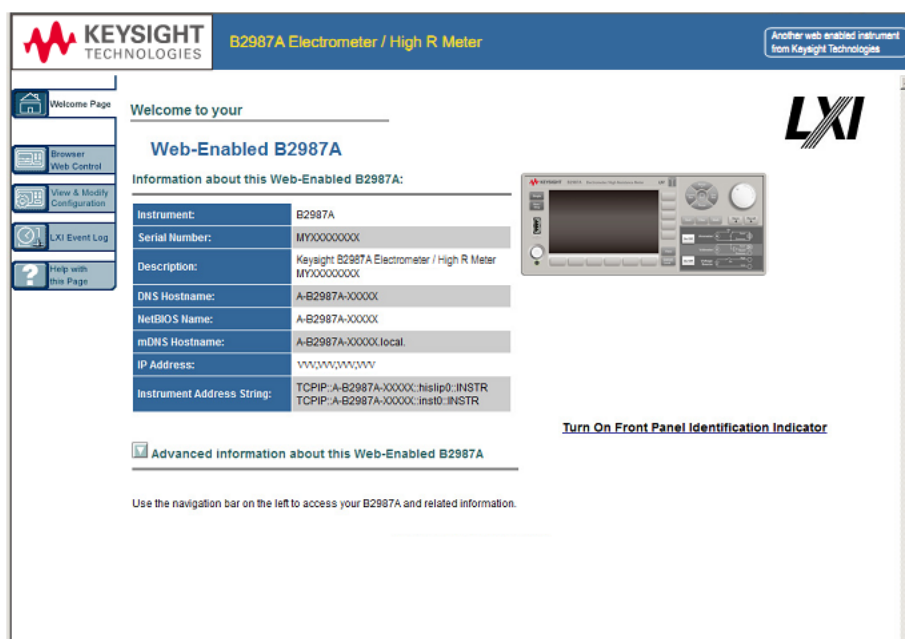 KEYSIGHT
TECHNOLOGIES
B2987A Electrometer / High R Meter
Another web enabled instrument
from Keysight Technologies
Welcome Page
Browser
Web Control
View & Modify
Configuration
LXI Event Log
Help with
this Page
Welcome to your
LXI
Web-Enabled B2987A
Information about this Web-Enabled B2987A:
Instrument: B2987A
Serial Number: MYXXXXXXXX
Description: Keysight B2987A Electrometer / High R Meter
MYXXXXXXXX
DNS Hostname: A-B2987A-XXXXX
NetBIOS Name: A-B2987A-XXXXX
mDNS Hostname: A-B2987A-XXXXX.local.
IP Address: VVV,VVV,VVV,VVV
Instrument Address String: TCPIP::A-B2987A-XXXXX::hislip0::INSTR
TCPIP::A-B2987A-XXXXX::inst0::INSTR
Turn On Front Panel Identification Indicator
Advanced information about this Web-Enabled B2987A
Use the navigation bar on the left to access your B2987A and related information.